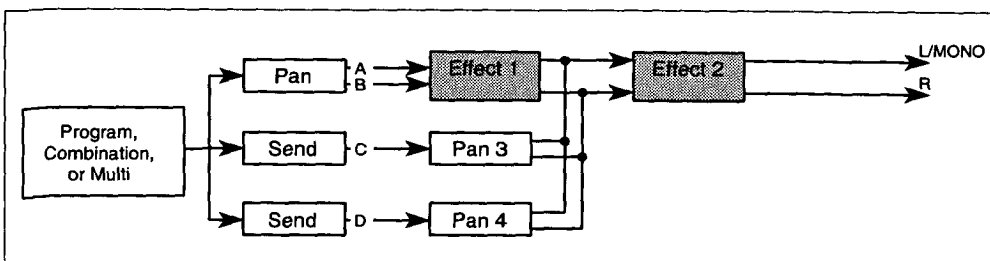 L/MONO
A
Pan
Effect 1
Effect 2
B
R
Program,
Combination,
or Multi
Send
C
Pan 3
Send
D
Pan 4